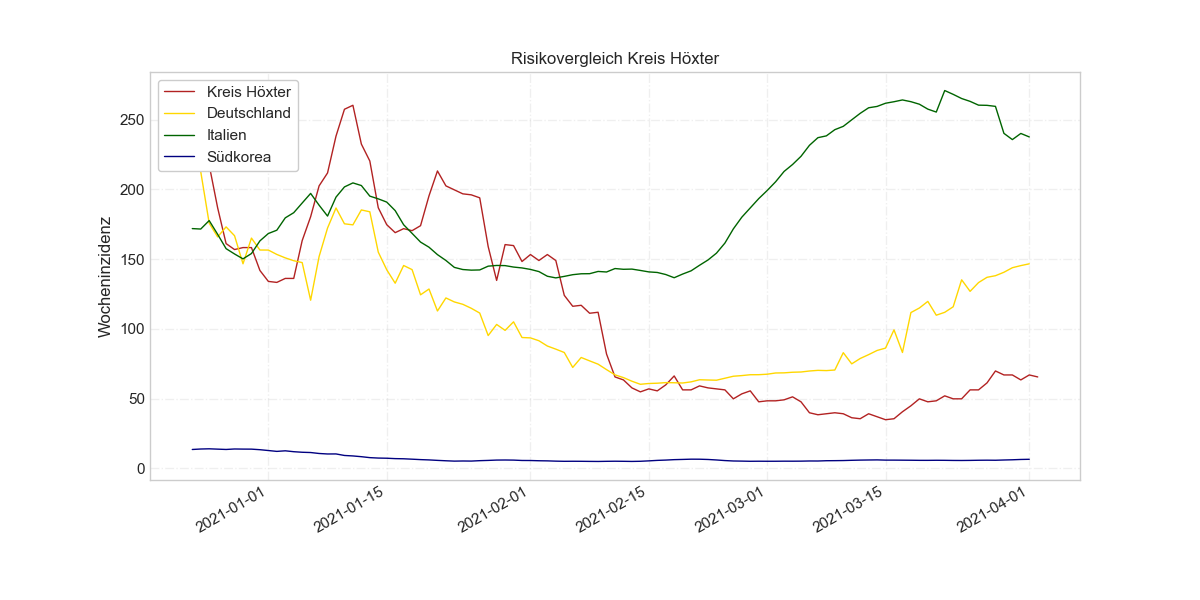 Risikovergleich Kreis Höxter
Kreis Höxter
Deutschland
Italien
Südkorea
Wocheninzidenz
250
200
150
100
50
0
2021-01-01
2021-01-15
2021-02-01
2021-02-15
2021-03-01
2021-03-15
2021-04-01